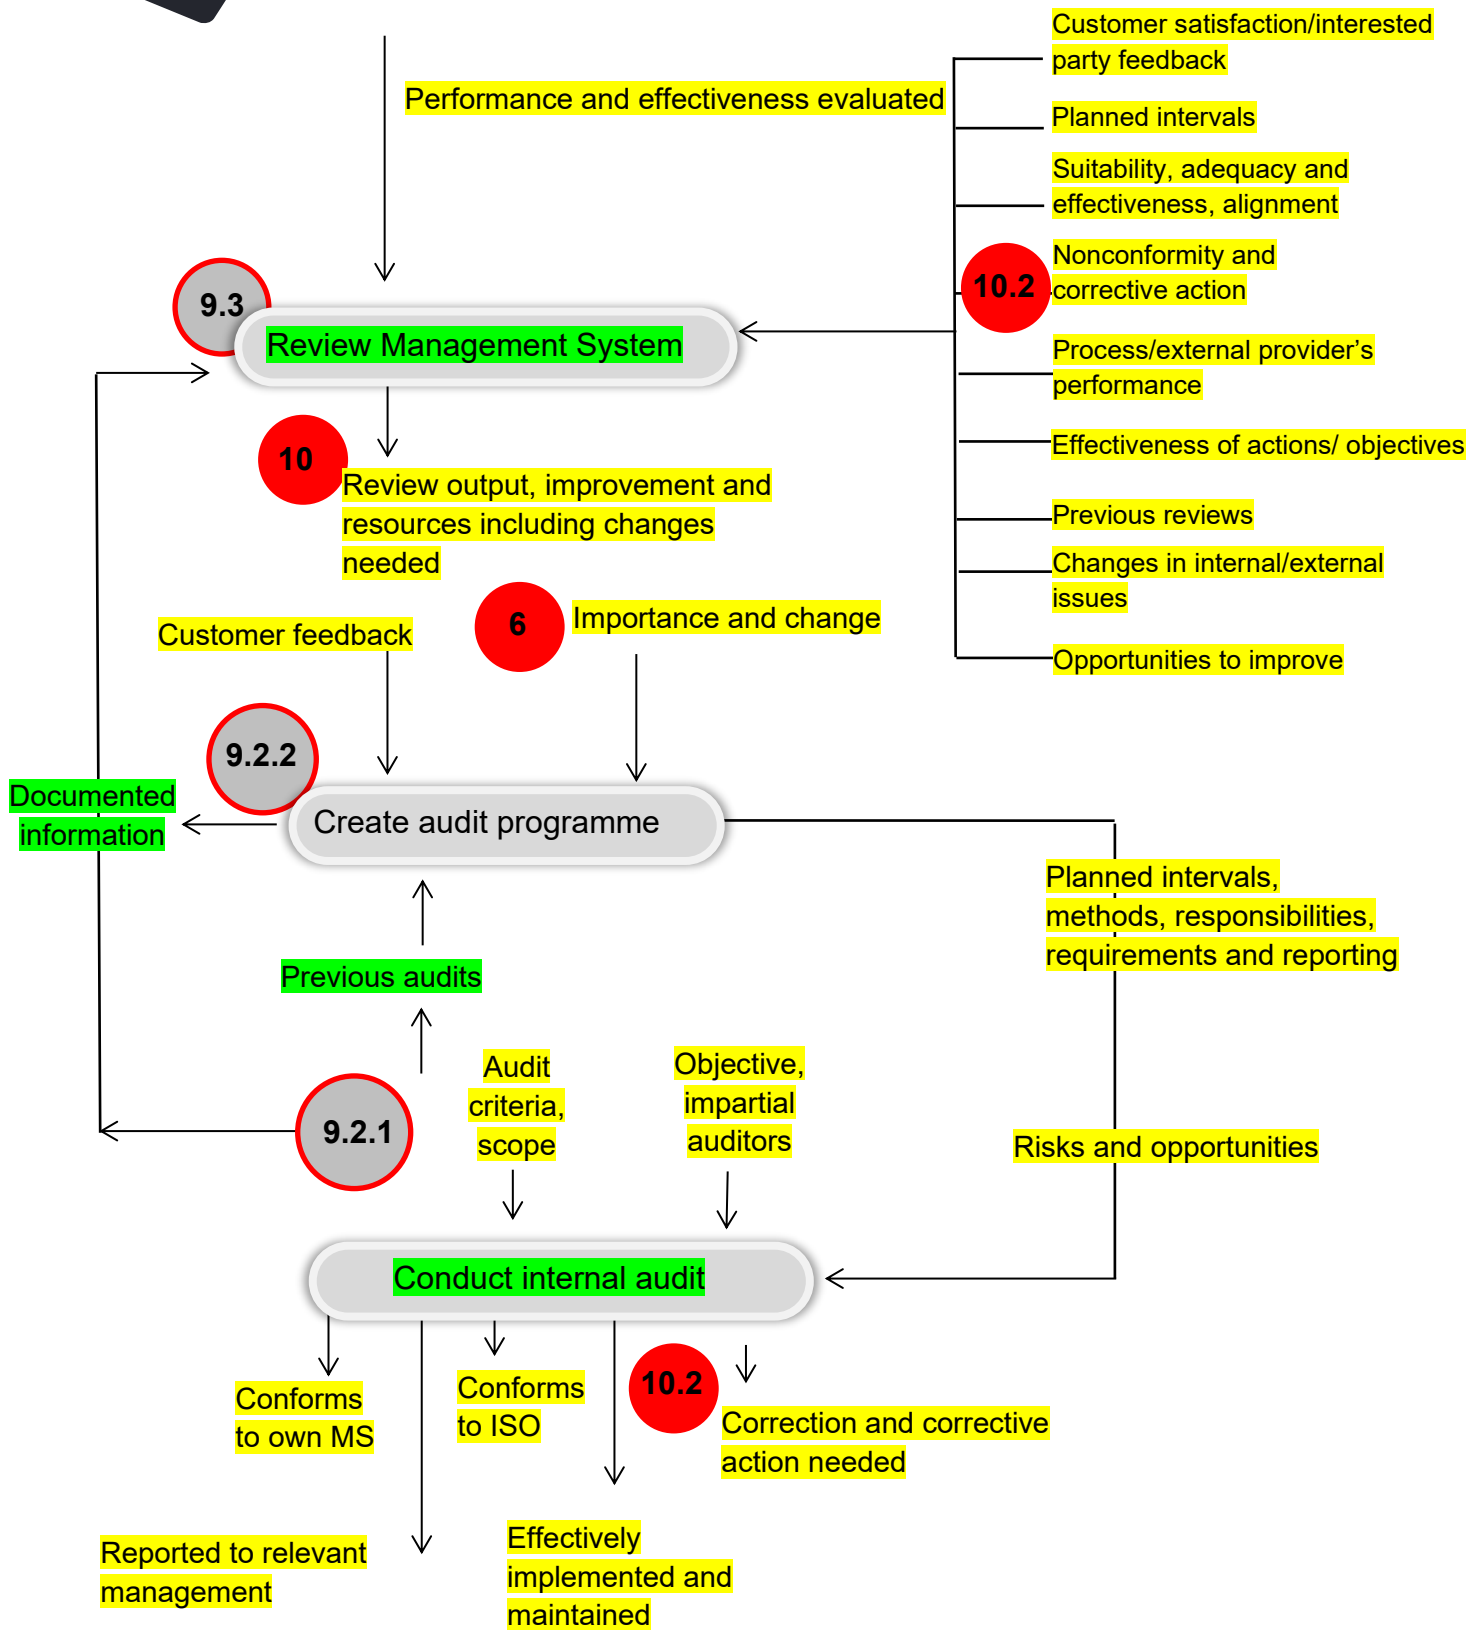 Customer satisfaction/interested
party feedback
Performance and effectiveness evaluated
Planned intervals
Suitability, adequacy and
effectiveness, alignment
10.2
Nonconformity and
corrective action
9.3
Review Management System
Process/external provider’s
performance
10
Effectiveness of actions/ objectives
Review output, improvement and
resources including changes
needed
Previous reviews
Changes in internal/external
issues
Customer feedback
6
Importance and change
Opportunities to improve
9.2.2
Documented
information
Create audit programme
Planned intervals,
methods, responsibilities,
requirements and reporting
Previous audits
9.2.1
Audit
criteria,
scope
Objective,
impartial
auditors
Risks and opportunities
Conduct internal audit
Conforms
to own MS
Conforms
to ISO
10.2
Correction and corrective
action needed
Reported to relevant
management
Effectively
implemented and
maintained